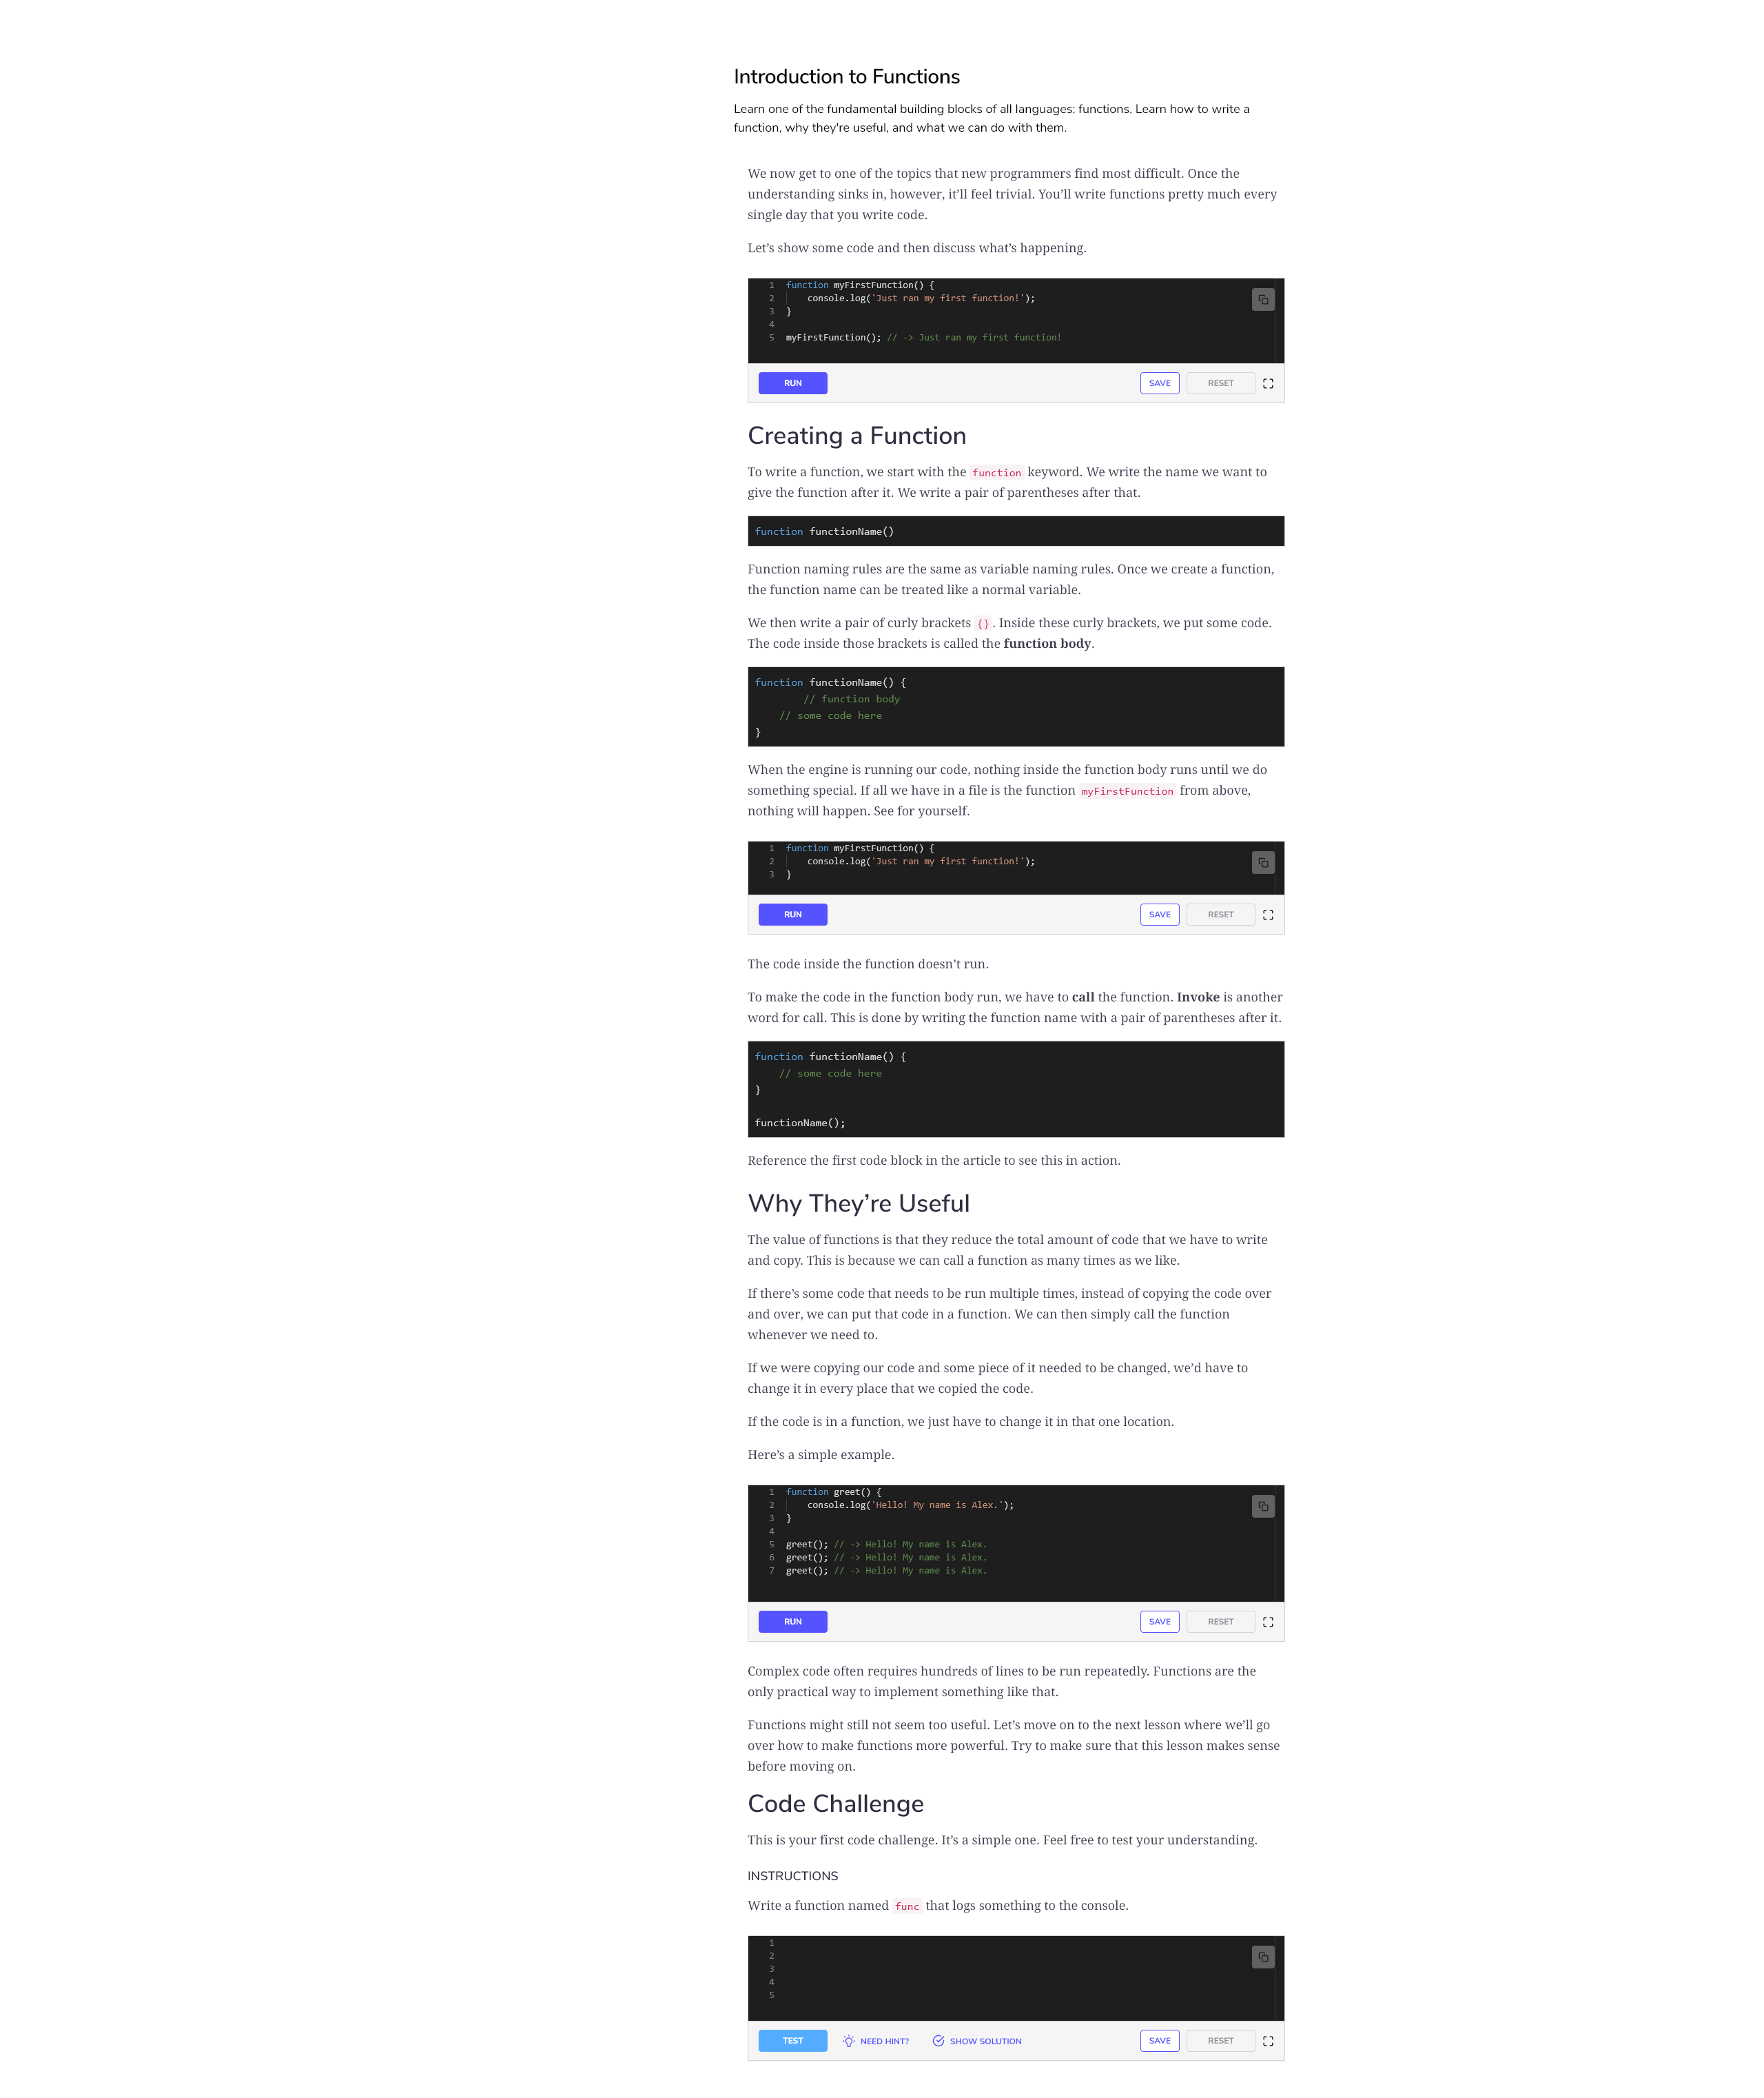 Introduction to Functions
Learn one of the fundamental building blocks of all languages: functions. Learn how to write a
function, why they're useful, and what we can do with them.
We now get to one of the topics that new programmers find most difficult. Once the
understanding sinks in, however, it’ll feel trivial. You’ll write functions pretty much every
single day that you write code.
Let’s show some code and then discuss what’s happening.
1 function myFirstFunction() {
2     console.log('Just ran my first function!');
3 }
4
5 myFirstFunction(); // -> Just ran my first function!
RUN SAVE RESET
Creating a Function
To write a function, we start with the function keyword. We write the name we want to
give the function after it. We write a pair of parentheses after that.
function functionName()
Function naming rules are the same as variable naming rules. Once we create a function,
the function name can be treated like a normal variable.
We then write a pair of curly brackets {}. Inside these curly brackets, we put some code.
The code inside those brackets is called the function body.
function functionName() {
        // function body
    // some code here
}
When the engine is running our code, nothing inside the function body runs until we do
something special. If all we have in a file is the function myFirstFunction from above,
nothing will happen. See for yourself.
1 function myFirstFunction() {
2     console.log('Just ran my first function!');
3 }
RUN SAVE RESET
The code inside the function doesn’t run.
To make the code in the function body run, we have to call the function. Invoke is another
word for call. This is done by writing the function name with a pair of parentheses after it.
function functionName() {
    // some code here
}
functionName();
Reference the first code block in the article to see this in action.
Why They’re Useful
The value of functions is that they reduce the total amount of code that we have to write
and copy. This is because we can call a function as many times as we like.
If there’s some code that needs to be run multiple times, instead of copying the code over
and over, we can put that code in a function. We can then simply call the function
whenever we need to.
If we were copying our code and some piece of it needed to be changed, we’d have to
change it in every place that we copied the code.
If the code is in a function, we just have to change it in that one location.
Here’s a simple example.
1 function greet() {
2     console.log('Hello! My name is Alex.');
3 }
4
5 greet(); // -> Hello! My name is Alex.
6 greet(); // -> Hello! My name is Alex.
7 greet(); // -> Hello! My name is Alex.
RUN SAVE RESET
Complex code often requires hundreds of lines to be run repeatedly. Functions are the
only practical way to implement something like that.
Functions might still not seem too useful. Let’s move on to the next lesson where we’ll go
over how to make functions more powerful. Try to make sure that this lesson makes sense
before moving on.
Code Challenge
This is your first code challenge. It’s a simple one. Feel free to test your understanding.
INSTRUCTIONS
Write a function named func that logs something to the console.
1
2
3
4
5
TEST NEED HINT? SHOW SOLUTION SAVE RESET